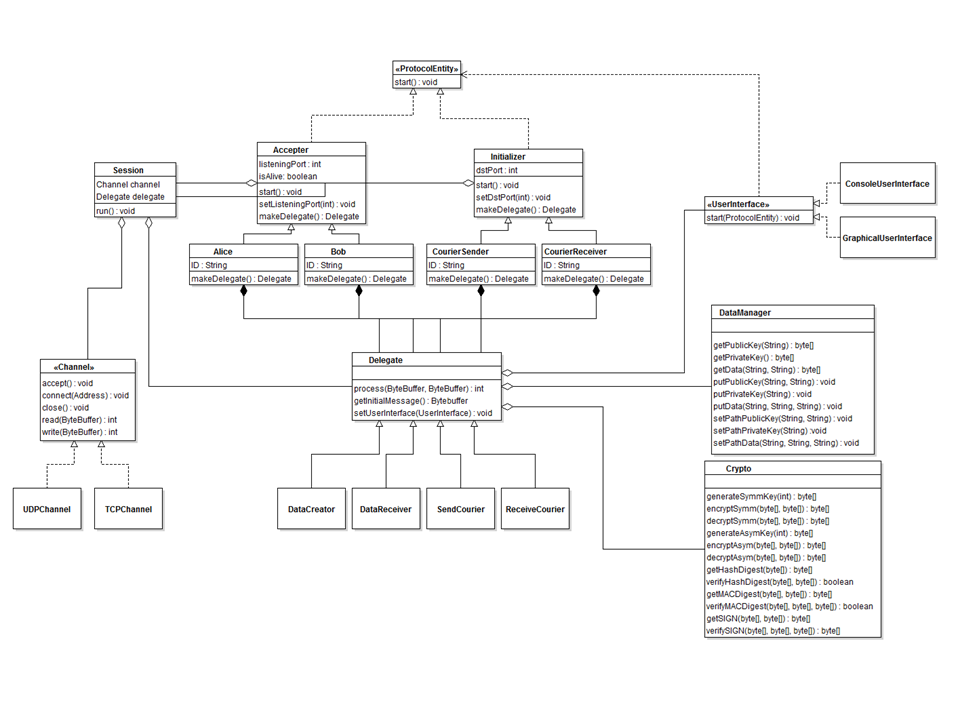 «ProtocolEntity»
start() : void
Accepter
listeningPort : int
isAlive: boolean
start() : void
setListeningPort(int) : void
makeDelegate() : Delegate
Initializer
dstPort : int
start() : void
setDstPort(int) : void
makeDelegate() : Delegate
Session
Channel channel
Delegate delegate
run() : void
ConsoleUserInterface
«UserInterface»
start(ProtocolEntity) : void
GraphicalUserInterface
Alice
ID : String
makeDelegate() : Delegate
Bob
ID : String
makeDelegate() : Delegate
CourierSender
ID : String
makeDelegate() : Delegate
CourierReceiver
ID : String
makeDelegate() : Delegate
DataManager
getPublicKey(String) : byte[]
getPrivateKey() : byte[]
getData(String, String) : byte[]
putPublicKey(String, String) : void
putPrivateKey(String) : void
putData(String, String, String) : void
setPathPublicKey(String, String) : void
setPathPrivateKey(String) :void
setPathData(String, String, String) : void
«Channel»
accept() : void
connect(Address) : void
close() : void
read(ByteBuffer) : int
write(ByteBuffer) : int
Delegate
process(ByteBuffer, ByteBuffer) : int
getInitialMessage() : Bytebuffer
setUserInterface(UserInterface) : void
UDPChannel
TCPChannel
DataCreator
DataReceiver
SendCourier
ReceiveCourier
Crypto
generateSymmKey(int) : byte[]
encryptSymm(byte[], byte[]) : byte[]
decryptSymm(byte[], byte[]) : byte[]
generateAsymKey(int) : byte[]
encryptAsym(byte[], byte[]) : byte[]
decryptAsym(byte[], byte[]) : byte[]
getHashDigest(byte[]) : byte[]
verifyHashDigest(byte[], byte[]) : boolean
getMACDigest(byte[], byte[]) : byte[]
verifyMACDigest(byte[], byte[], byte[]) : boolean
getSIGN(byte[], byte[]) : byte[]
verifySIGN(byte[], byte[], byte[]) : byte[]